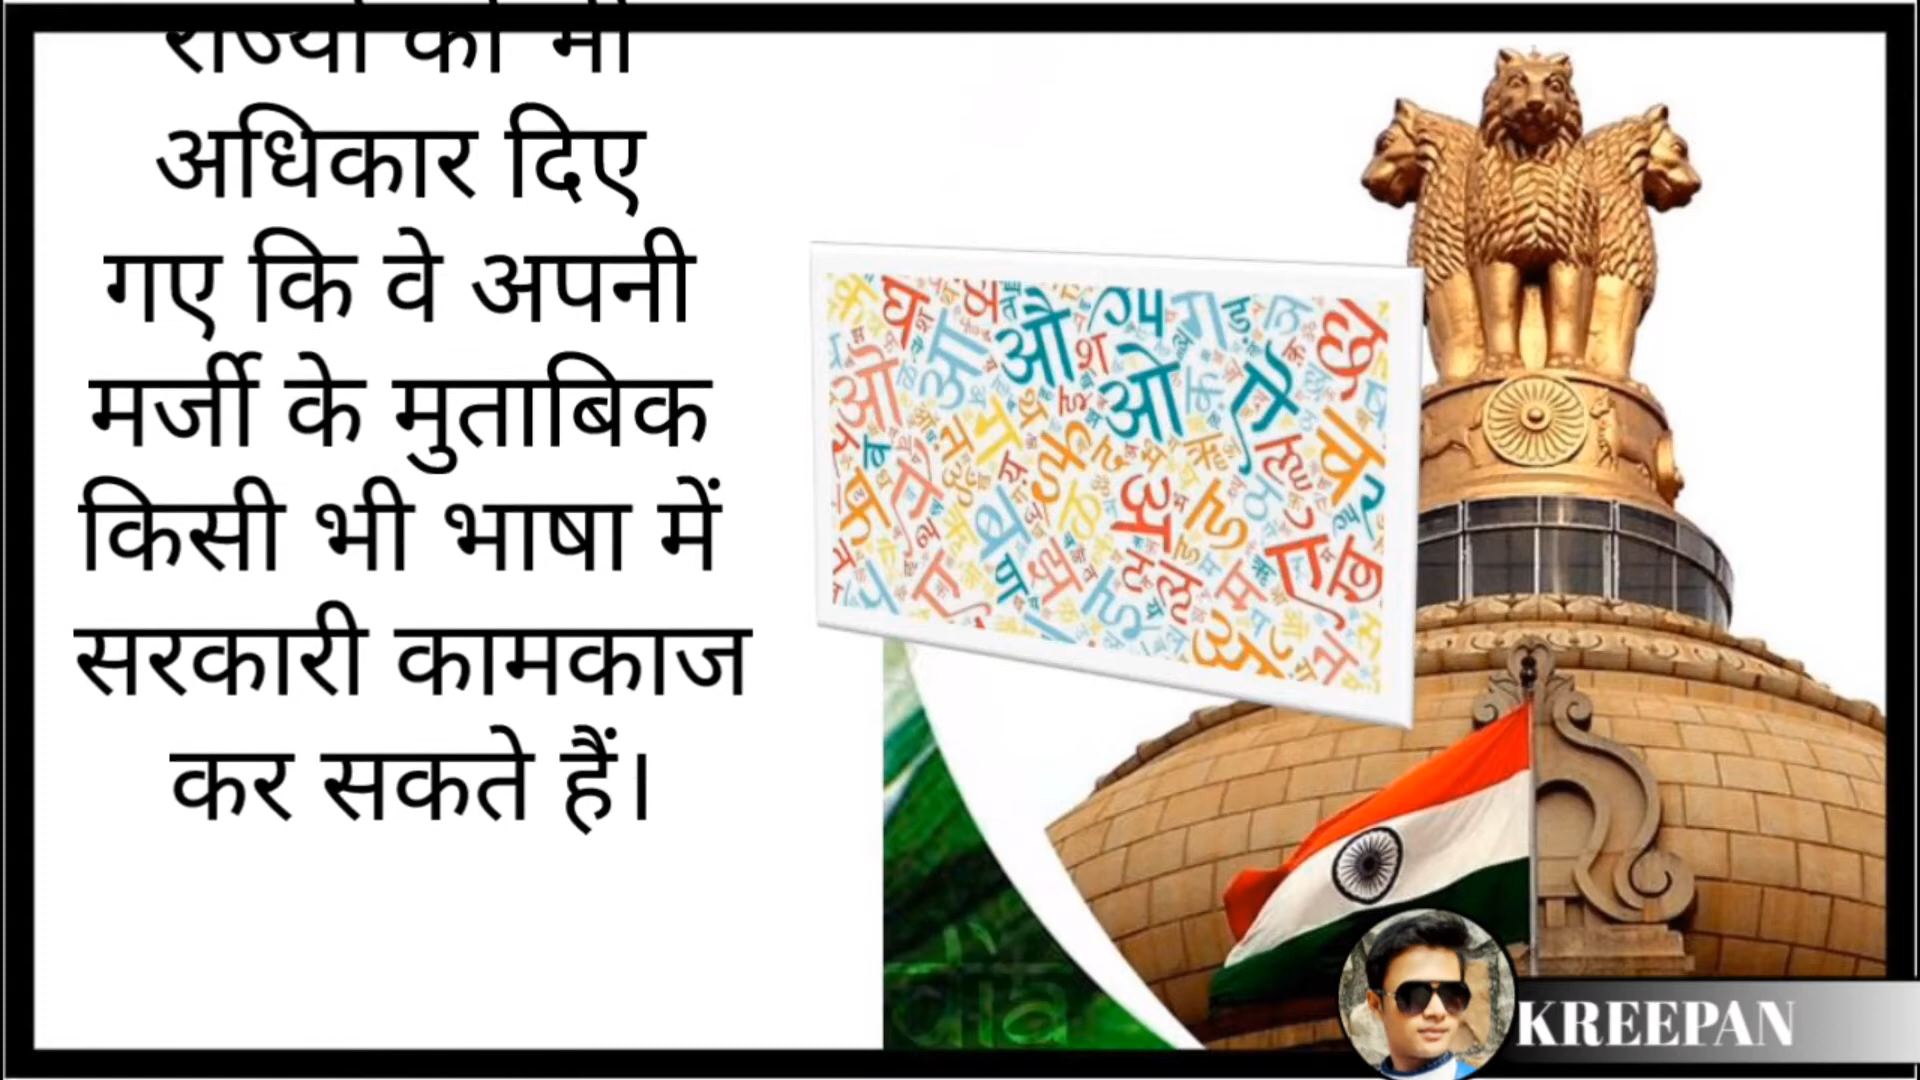 राज्यों को भी
अधिकार दिए
गए कि वे अपनी
मर्जी के मुताबिक
किसी भी भाषा में
सरकारी कामकाज
कर सकते हैं।
KREEPAN